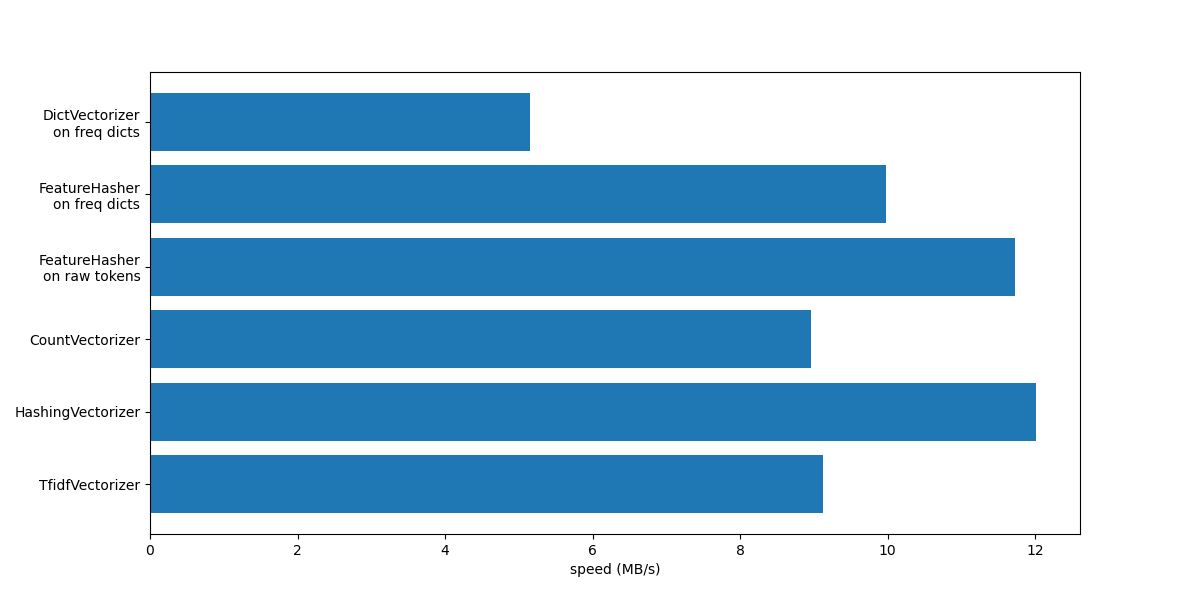 DictVectorizer
on freq dicts
FeatureHasher
on freq dicts
FeatureHasher
on raw tokens
CountVectorizer
HashingVectorizer
TfidfVectorizer
0 2 4 6 8 10 12
speed (MB/s)